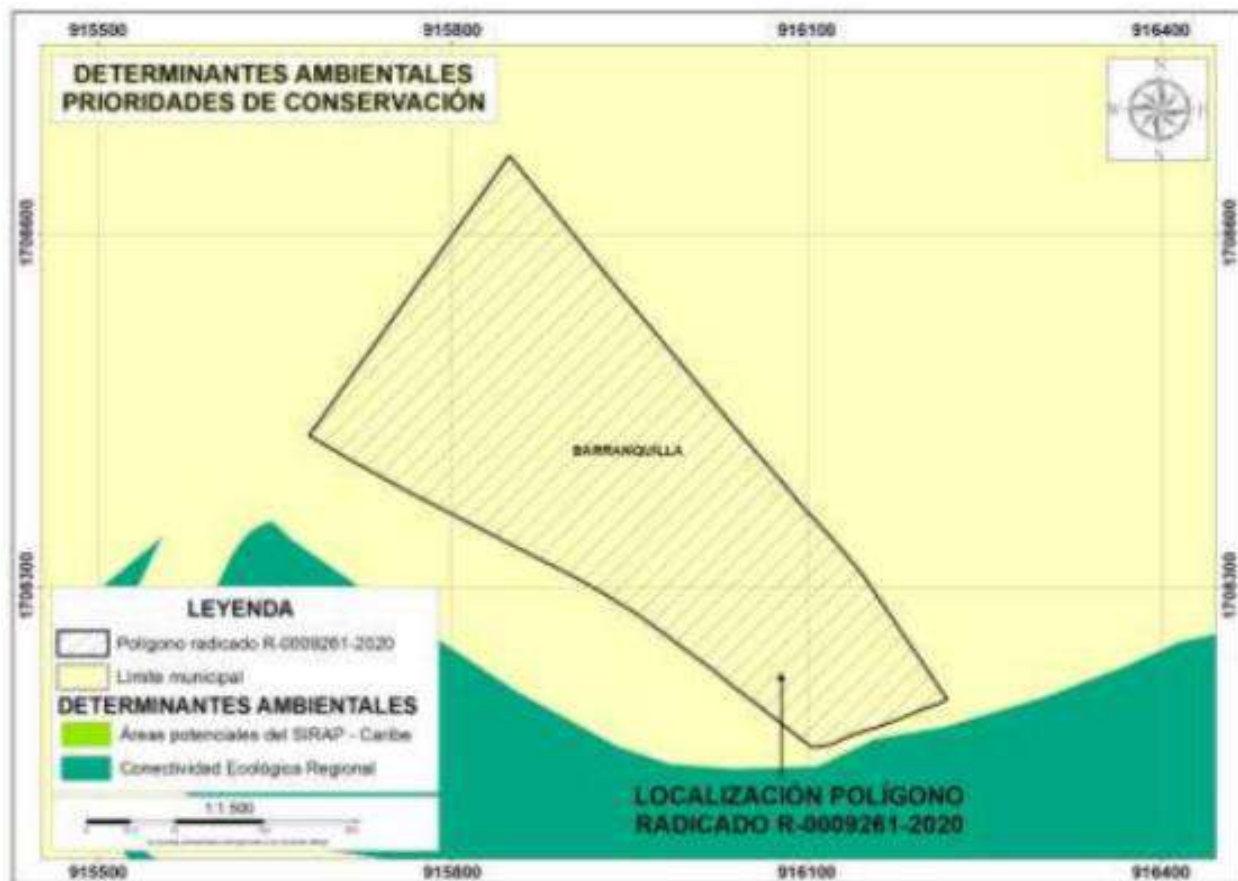 915500 915800 916100 916400
DETERMINANTES AMBIENTALES
PRIORIDADES DE CONSERVACIÓN
1708600 1708600
BARRANQUILLA
1708300 1708300
LEYENDA
Polígono radicado R-0009261-2020
Límite municipal
DETERMINANTES AMBIENTALES
Áreas potenciales del SIRAP - Caribe
Conectividad Ecológica Regional
1:1.500
LOCALIZACIÓN POLÍGONO
RADICADO R-0009261-2020
915500 915800 916100 916400